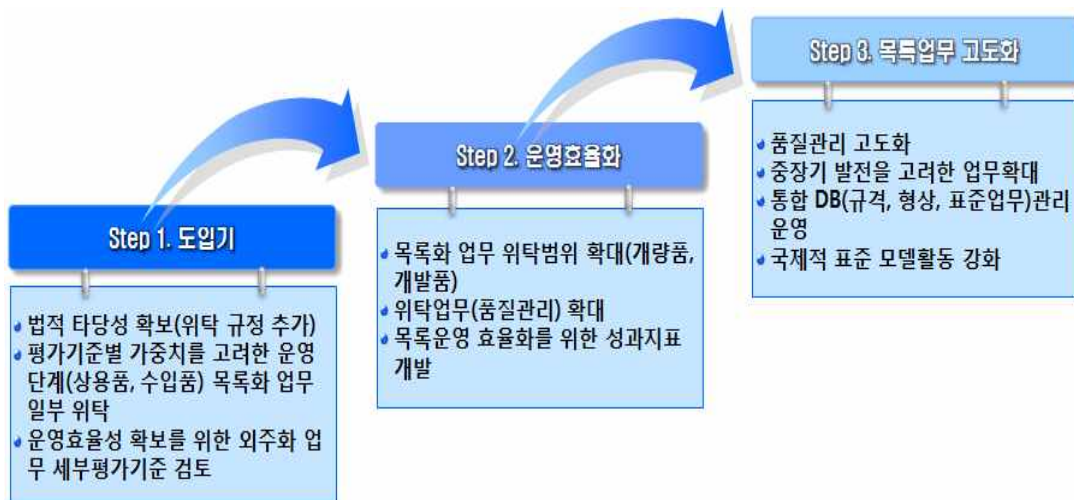 Step 1. 도입기
법적 타당성 확보(위탁 규정 추가)
평가기준별 가중치를 고려한 운영
단계(상용품, 수입품) 목록화 업무
일부 위탁
운영효율성 확보를 위한 외주화 업
무 세부평가기준 검토
Step 2. 운영효율화
목록화 업무 위탁범위 확대(개량품,
개발품)
위탁업무(품질관리) 확대
목록운영 효율화를 위한 성과지표
개발
Step 3. 목록업무 고도화
품질관리 고도화
중장기 발전을 고려한 업무확대
통합 DB(규격, 형상, 표준업무)관리
운영
국제적 표준 모델활동 강화